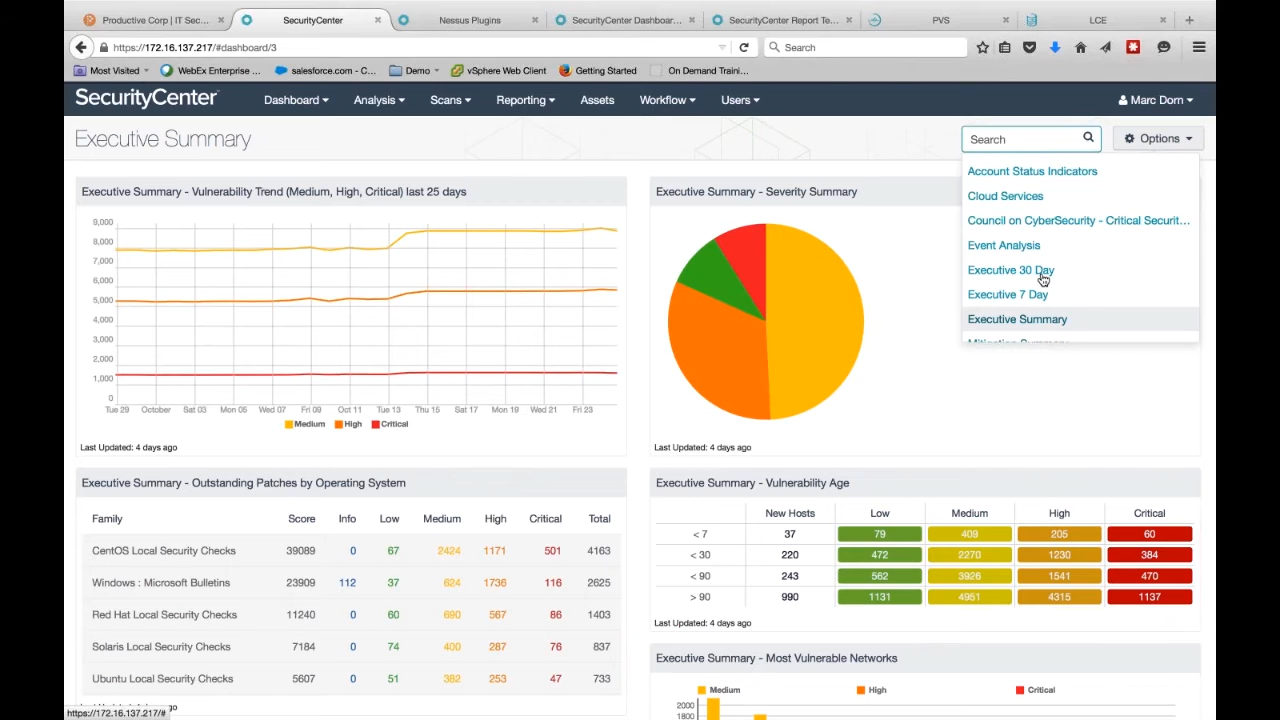 Productive Corp | IT Sec...
SecurityCenter
Nessus Plugins
SecurityCenter Dashboar...
SecurityCenter Report Te...
PVS
LCE
https://172.16.137.217/#dashboard/3
Search
Most Visited
WebEx Enterprise ...
salesforce.com - C...
Demo
vSphere Web Client
Getting Started
On Demand Traini...
SecurityCenter
Dashboard
Analysis
Scans
Reporting
Assets
Workflow
Users
Marc Dorn
Executive Summary
Search
Options
Account Status Indicators
Cloud Services
Council on CyberSecurity - Critical Securit...
Event Analysis
Executive 30 Day
Executive 7 Day
Executive Summary
Executive Summary - Vulnerability Trend (Medium, High, Critical) last 25 days
9,000
8,000
7,000
6,000
5,000
4,000
3,000
2,000
1,000
0
Tue 29 October Sat 03 Mon 05 Wed 07 Fri 09 Oct 11 Tue 13 Thu 15 Sat 17 Mon 19 Wed 21 Fri 23
Medium High Critical
Last Updated: 4 days ago
Executive Summary - Severity Summary
Last Updated: 4 days ago
Executive Summary - Outstanding Patches by Operating System
Family Score Info Low Medium High Critical Total
CentOS Local Security Checks 39089 0 67 2424 1171 501 4163
Windows : Microsoft Bulletins 23909 112 37 624 1736 116 2625
Red Hat Local Security Checks 11240 0 60 690 567 86 1403
Solaris Local Security Checks 7184 0 74 400 287 76 837
Ubuntu Local Security Checks 5607 0 51 382 253 47 733
https://172.16.137.217/#
ago
Executive Summary - Vulnerability Age
New Hosts Low Medium High Critical
< 7 37 79 409 205 60
< 30 220 472 2270 1230 384
< 90 243 562 3926 1541 470
> 90 990 1131 4951 4315 1137
Last Updated: 4 days ago
Executive Summary - Most Vulnerable Networks
Medium High Critical
2000
1800